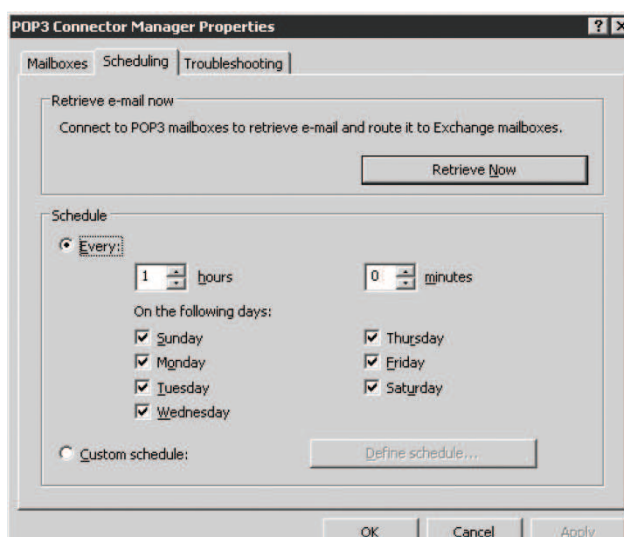 POP3 Connector Manager Properties
Mailboxes Scheduling Troubleshooting
Retrieve e-mail now
Connect to POP3 mailboxes to retrieve e-mail and route it to Exchange mailboxes.
Retrieve Now
Schedule
Every:
1 hours 0 minutes
On the following days:
Sunday Thursday
Monday Friday
Tuesday Saturday
Wednesday
Custom schedule: Define schedule...
OK Cancel Apply